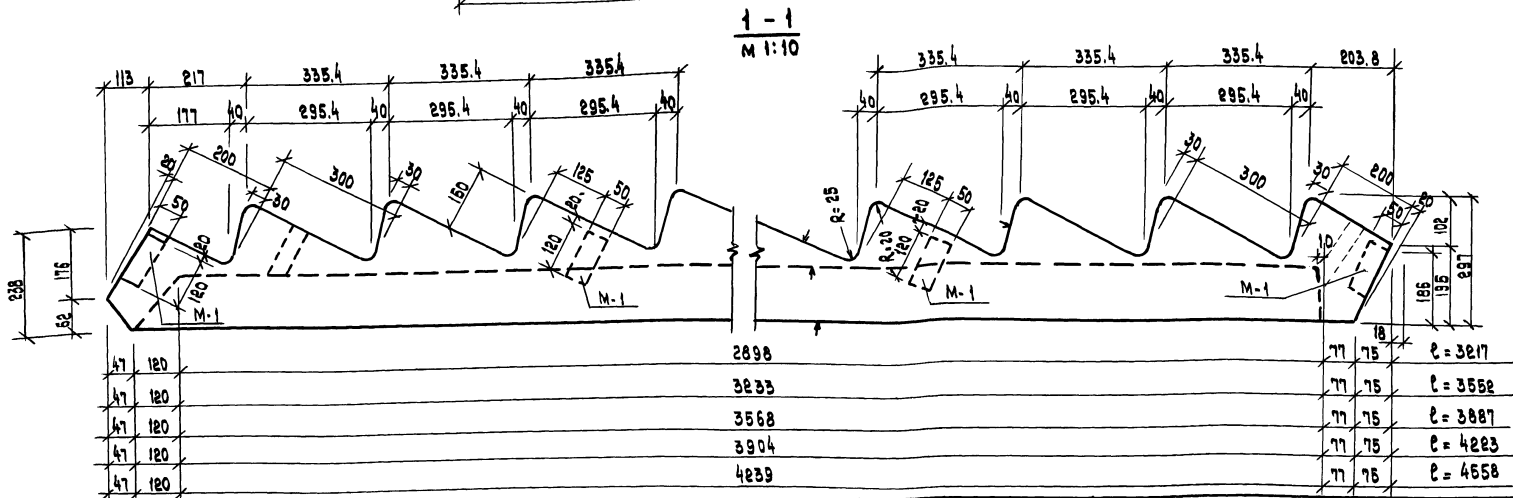 1 - 1
М 1:10
113 217 335.4 335.4 335.4 335.4 335.4 335.4 203.8
177 40 295.4 40 295.4 40 295.4 40 40 295.4 40 295.4 40 295.4 40
20 200 30 300 30 150 125 50 20 R=25 125 50 20 30 300 30 200 20
50 120 120 120 R=20 120 50 10 102
238 176 62 186 195 297
М-1 М-1 М-1 М-1
18
47 120 2898 77 75 ℓ = 3217
47 120 3233 77 75 ℓ = 3552
47 120 3568 77 75 ℓ = 3887
47 120 3904 77 75 ℓ = 4223
47 120 4239 77 75 ℓ = 4558